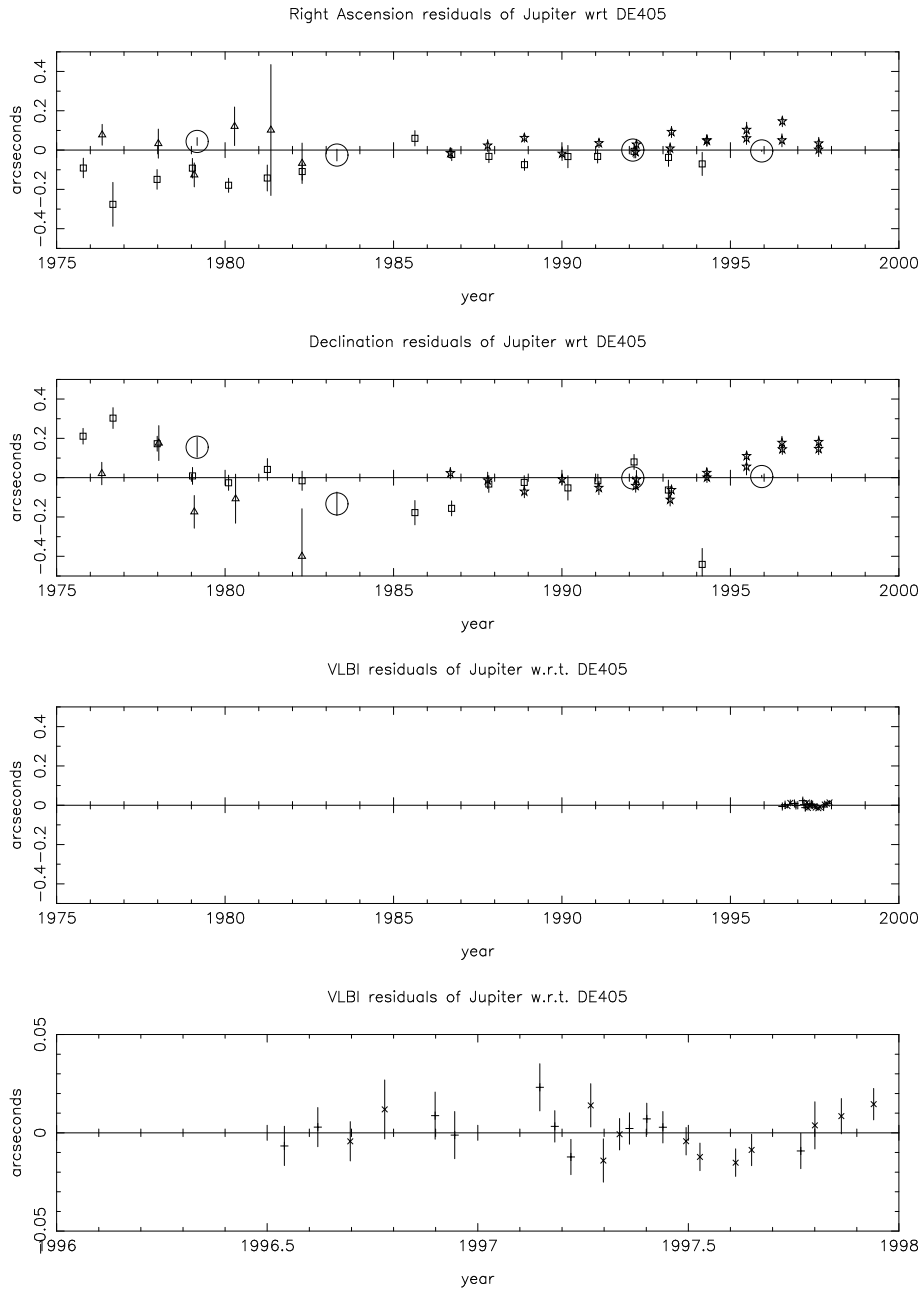 Right Ascension residuals of Jupiter wrt DE405
arcseconds
−0.4−0.2 0 0.2 0.4
1975 1980 1985 1990 1995 2000
year
Declination residuals of Jupiter wrt DE405
arcseconds
−0.4−0.2 0 0.2 0.4
1975 1980 1985 1990 1995 2000
year
VLBI residuals of Jupiter w.r.t. DE405
arcseconds
−0.4−0.2 0 0.2 0.4
1975 1980 1985 1990 1995 2000
year
VLBI residuals of Jupiter w.r.t. DE405
arcseconds
−0.05 0 0.05
1996 1996.5 1997 1997.5 1998
year